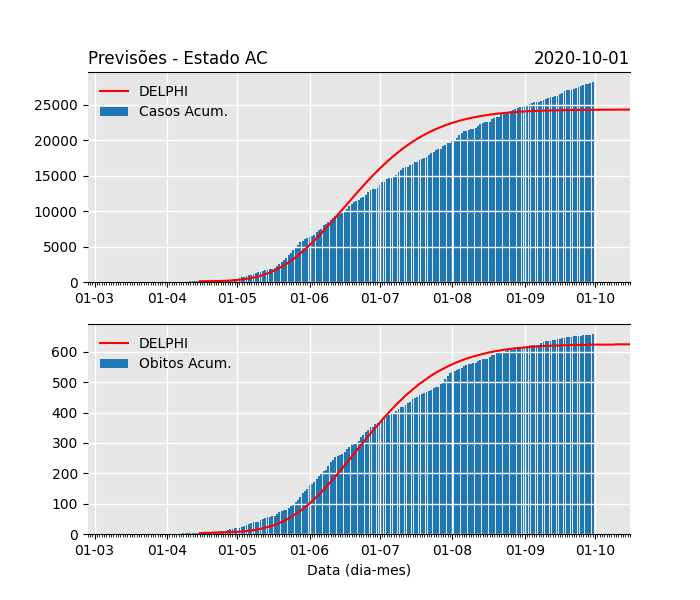 Previsões - Estado AC 2020-10-01
DELPHI
Casos Acum.
25000
20000
15000
10000
5000
0
01-03 01-04 01-05 01-06 01-07 01-08 01-09 01-10
DELPHI
Obitos Acum.
600
500
400
300
200
100
0
01-03 01-04 01-05 01-06 01-07 01-08 01-09 01-10
Data (dia-mes)